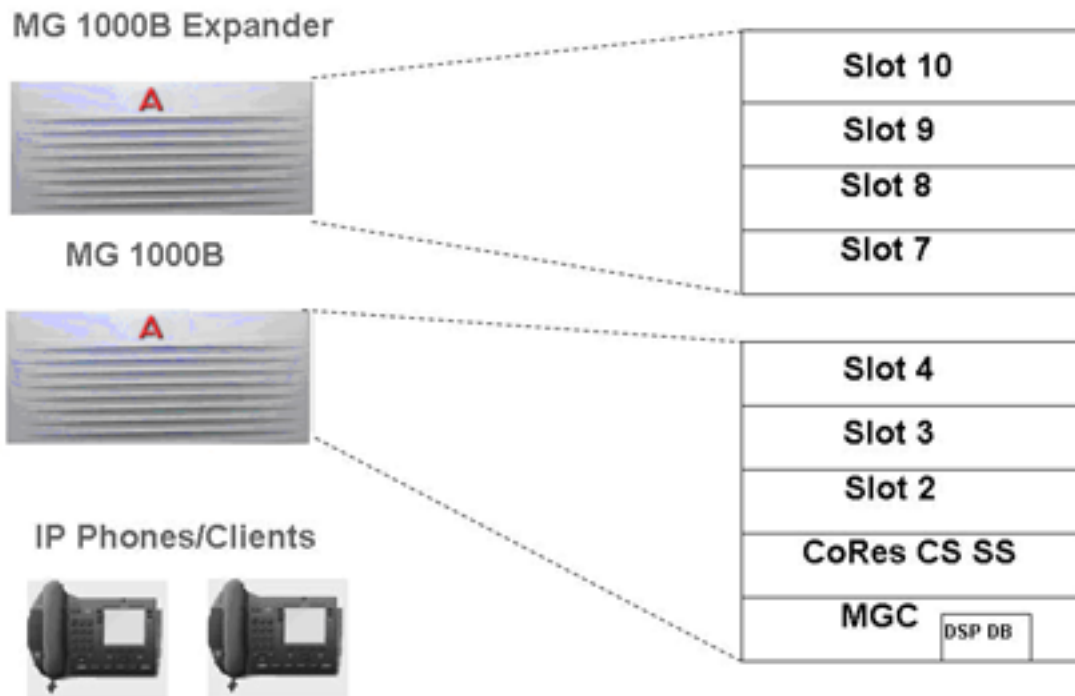 MG 1000B Expander
Slot 10
Slot 9
Slot 8
Slot 7
MG 1000B
Slot 4
Slot 3
Slot 2
CoRes CS SS
MGC
DSP DB
IP Phones/Clients